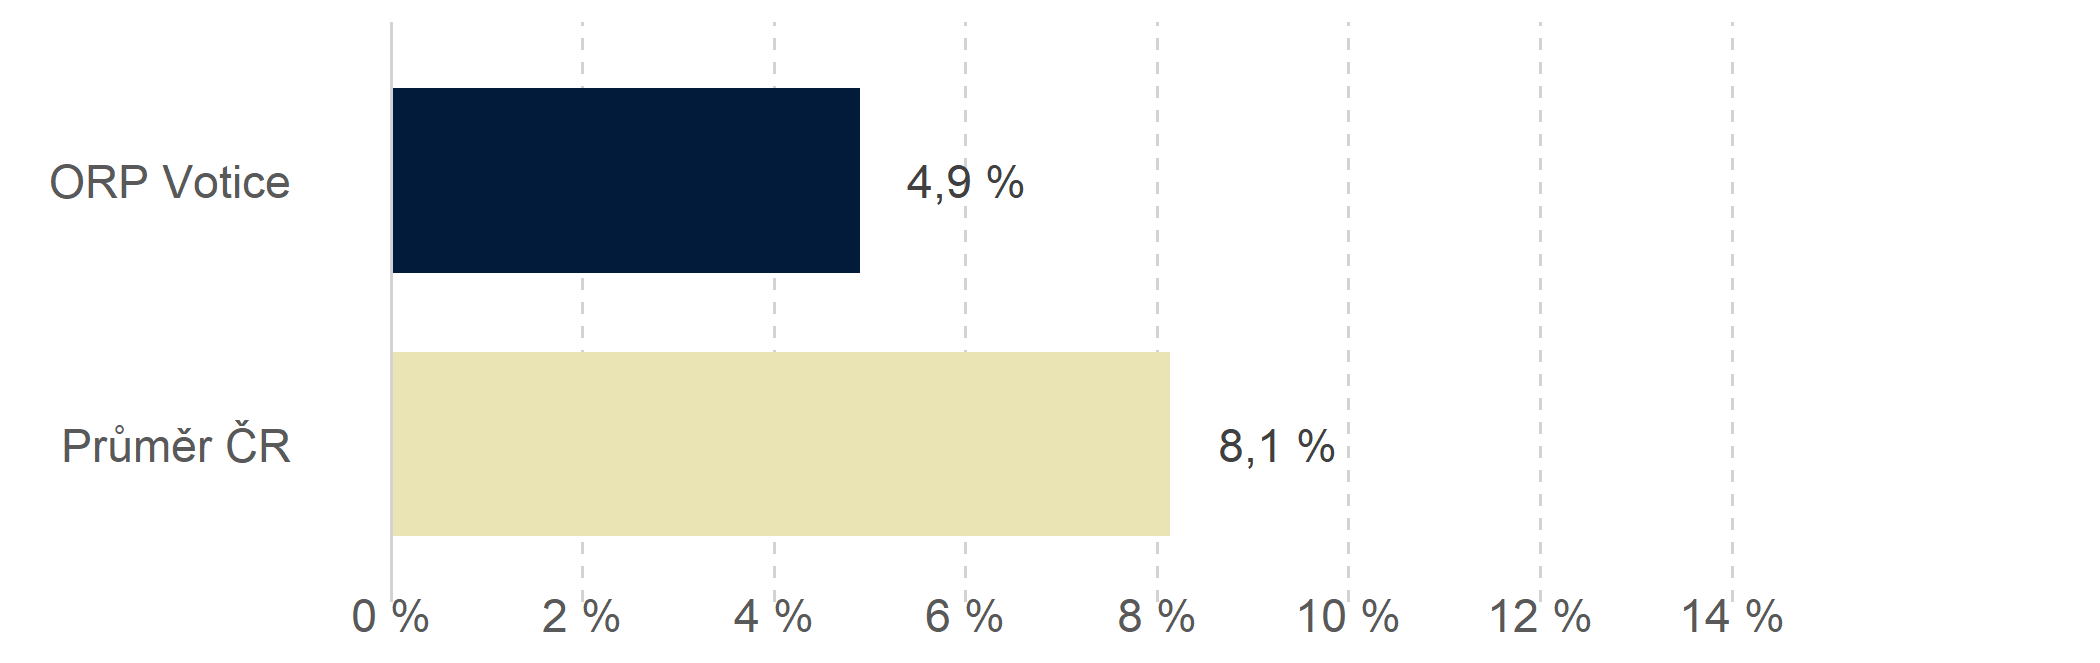 ORP Votice
4,9 %
Průměr ČR
8,1 %
0 % 2 % 4 % 6 % 8 % 10 % 12 % 14 %